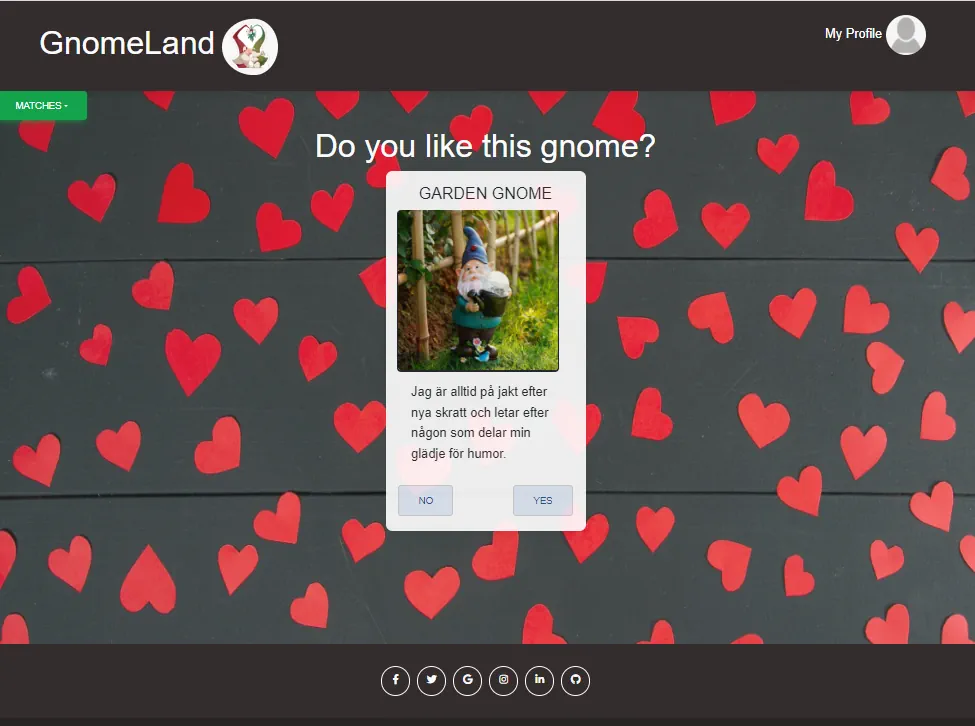 GnomeLand
My Profile
MATCHES
Do you like this gnome?
GARDEN GNOME
Jag är alltid på jakt efter
nya skratt och letar efter
någon som delar min
glädje för humor.
NO
YES